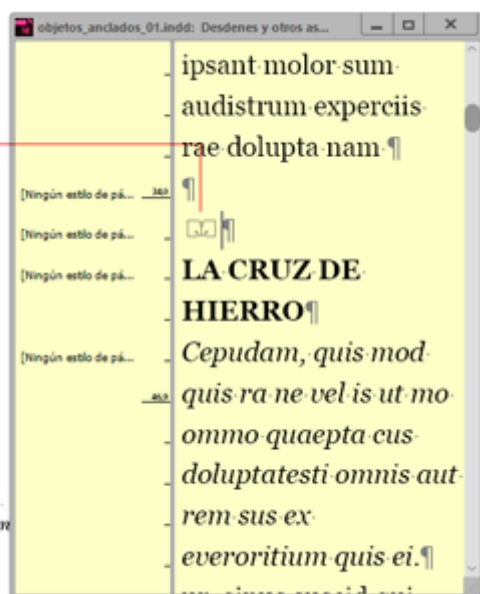 objetos_anclados_01.indd: Desdenes y otros as...
ipsant molor sum
audistrum experciis
rae dolupta nam ¶
[Ningún estilo de pá... ¶
[Ningún estilo de pá... ¶
[Ningún estilo de pá... LA CRUZ DE
HIERRO¶
[Ningún estilo de pá... Cepudam, quis mod
quis ra ne vel is ut mo
ommo quaepta cus
doluptatesti omnis aut
rem sus ex
everoritium quis ei.¶